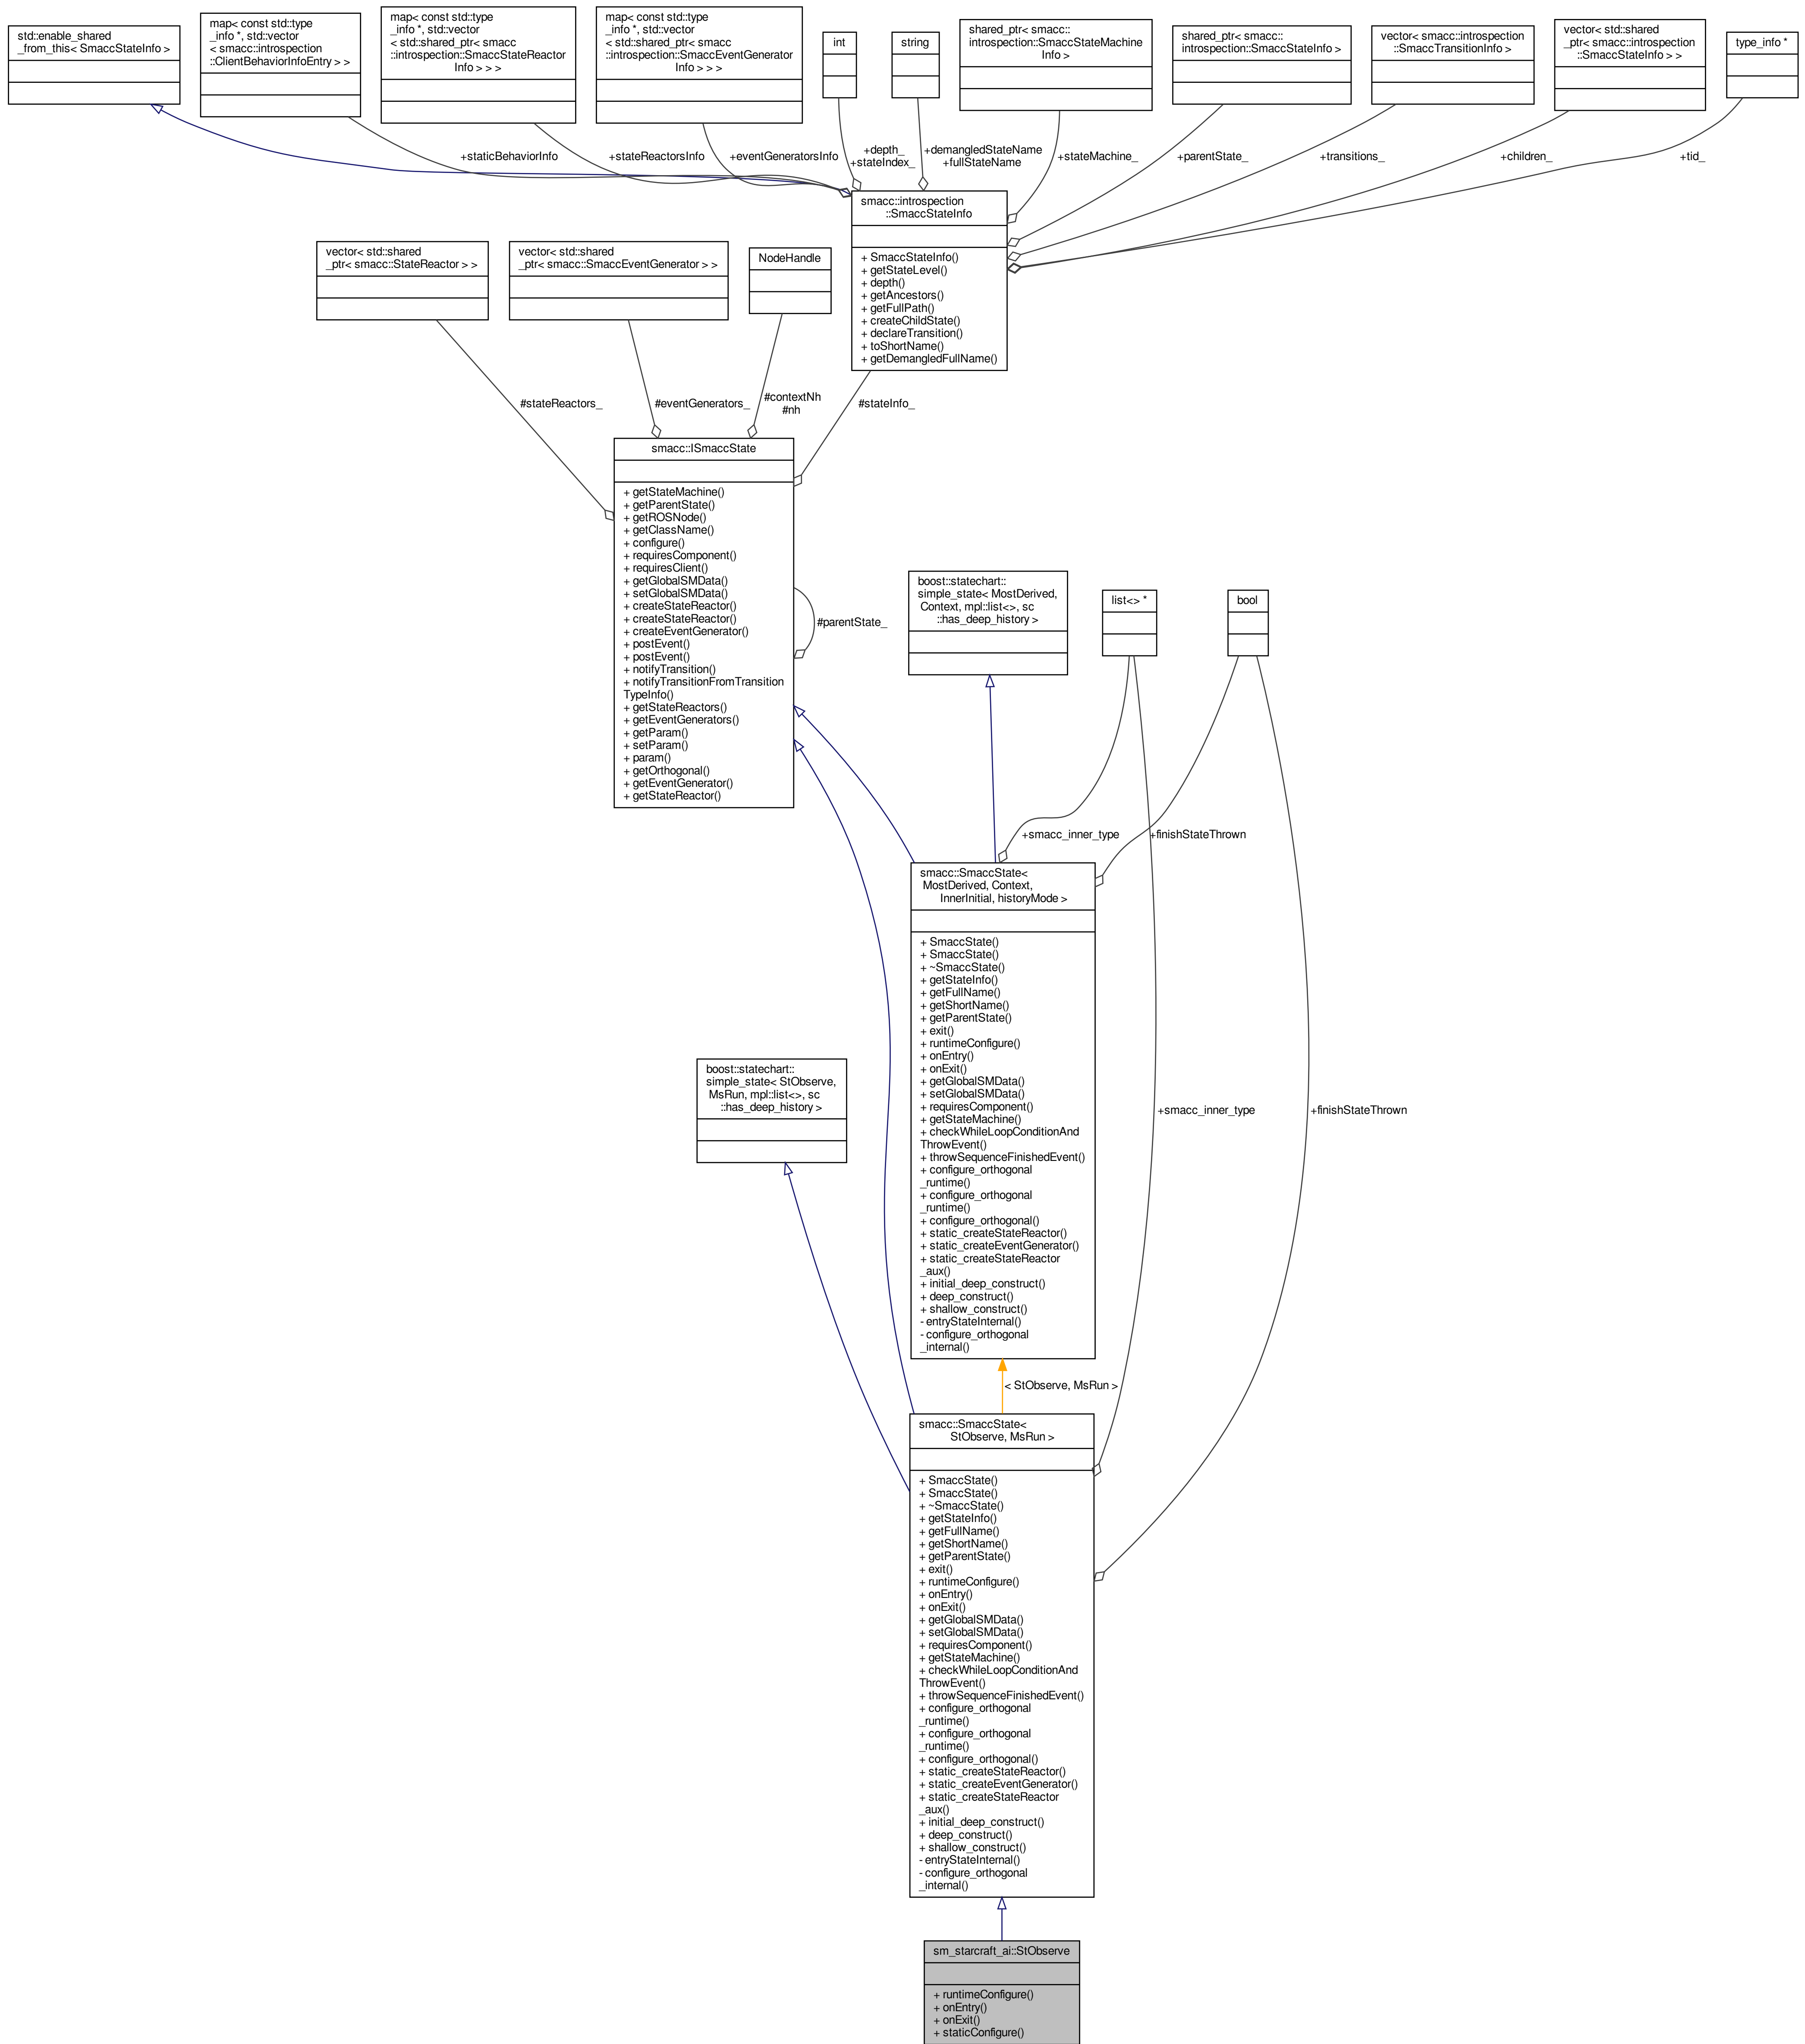 std::enable_shared
_from_this< SmaccStateInfo >
map< const std::type
_info *, std::vector
< smacc::introspection
::ClientBehaviorInfoEntry > >
map< const std::type
_info *, std::vector
< std::shared_ptr< smacc
::introspection::SmaccStateReactor
Info > > >
map< const std::type
_info *, std::vector
< std::shared_ptr< smacc
::introspection::SmaccEventGenerator
Info > > >
int
string
shared_ptr< smacc::
introspection::SmaccStateMachine
Info >
shared_ptr< smacc::
introspection::SmaccStateInfo >
vector< smacc::introspection
::SmaccTransitionInfo >
vector< std::shared
_ptr< smacc::introspection
::SmaccStateInfo > >
type_info *
+staticBehaviorInfo
+stateReactorsInfo
+eventGeneratorsInfo
+depth_
+stateIndex_
+demangledStateName
+fullStateName
+stateMachine_
+parentState_
+transitions_
+children_
+tid_
smacc::introspection
::SmaccStateInfo
+ SmaccStateInfo()
+ getStateLevel()
+ depth()
+ getAncestors()
+ getFullPath()
+ createChildState()
+ declareTransition()
+ toShortName()
+ getDemangledFullName()
vector< std::shared
_ptr< smacc::StateReactor > >
vector< std::shared
_ptr< smacc::SmaccEventGenerator > >
NodeHandle
#stateReactors_
#eventGenerators_
#contextNh
#nh
#stateInfo_
smacc::ISmaccState
+ getStateMachine()
+ getParentState()
+ getROSNode()
+ getClassName()
+ configure()
+ requiresComponent()
+ requiresClient()
+ getGlobalSMData()
+ setGlobalSMData()
+ createStateReactor()
+ createStateReactor()
+ createEventGenerator()
+ postEvent()
+ postEvent()
+ notifyTransition()
+ notifyTransitionFromTransition
TypeInfo()
+ getStateReactors()
+ getEventGenerators()
+ getParam()
+ setParam()
+ param()
+ getOrthogonal()
+ getEventGenerator()
+ getStateReactor()
#parentState_
boost::statechart::
simple_state< MostDerived,
Context, mpl::list<>, sc
::has_deep_history >
list<> *
bool
+smacc_inner_type
+finishStateThrown
smacc::SmaccState<
MostDerived, Context,
InnerInitial, historyMode >
+ SmaccState()
+ SmaccState()
+ ~SmaccState()
+ getStateInfo()
+ getFullName()
+ getShortName()
+ getParentState()
+ exit()
+ runtimeConfigure()
+ onEntry()
+ onExit()
+ getGlobalSMData()
+ setGlobalSMData()
+ requiresComponent()
+ getStateMachine()
+ checkWhileLoopConditionAnd
ThrowEvent()
+ throwSequenceFinishedEvent()
+ configure_orthogonal
_runtime()
+ configure_orthogonal
_runtime()
+ configure_orthogonal()
+ static_createStateReactor()
+ static_createEventGenerator()
+ static_createStateReactor
_aux()
+ initial_deep_construct()
+ deep_construct()
+ shallow_construct()
- entryStateInternal()
- configure_orthogonal
_internal()
boost::statechart::
simple_state< StObserve,
MsRun, mpl::list<>, sc
::has_deep_history >
+smacc_inner_type
+finishStateThrown
< StObserve, MsRun >
smacc::SmaccState<
StObserve, MsRun >
+ SmaccState()
+ SmaccState()
+ ~SmaccState()
+ getStateInfo()
+ getFullName()
+ getShortName()
+ getParentState()
+ exit()
+ runtimeConfigure()
+ onEntry()
+ onExit()
+ getGlobalSMData()
+ setGlobalSMData()
+ requiresComponent()
+ getStateMachine()
+ checkWhileLoopConditionAnd
ThrowEvent()
+ throwSequenceFinishedEvent()
+ configure_orthogonal
_runtime()
+ configure_orthogonal
_runtime()
+ configure_orthogonal()
+ static_createStateReactor()
+ static_createEventGenerator()
+ static_createStateReactor
_aux()
+ initial_deep_construct()
+ deep_construct()
+ shallow_construct()
- entryStateInternal()
- configure_orthogonal
_internal()
sm_starcraft_ai::StObserve
+ runtimeConfigure()
+ onEntry()
+ onExit()
+ staticConfigure()